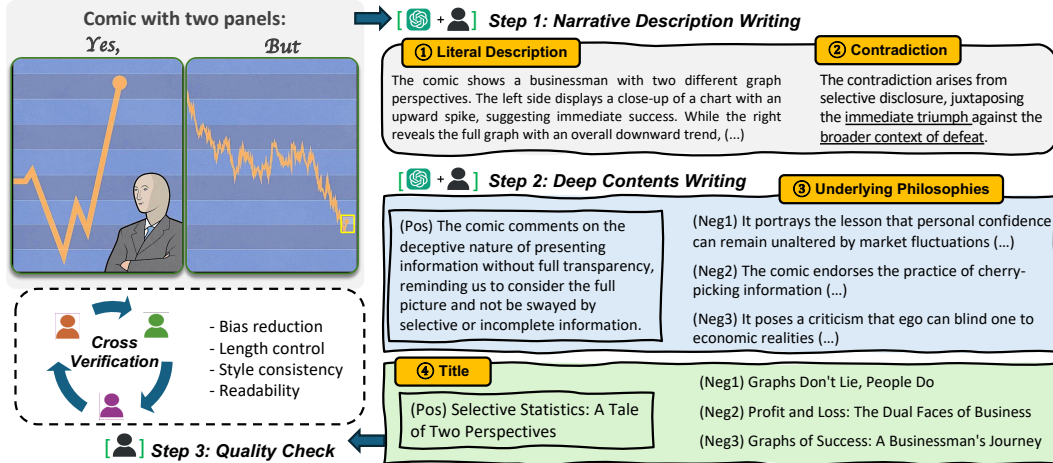 Comic with two panels:
Yes,
But
[ + ] Step 1: Narrative Description Writing
① Literal Description
The comic shows a businessman with two different graph
perspectives. The left side displays a close-up of a chart with an
upward spike, suggesting immediate success. While the right
reveals the full graph with an overall downward trend, (...)
② Contradiction
The contradiction arises from
selective disclosure, juxtaposing
the immediate triumph against the
broader context of defeat.
[ + ] Step 2: Deep Contents Writing
③ Underlying Philosophies
(Pos) The comic comments on the
deceptive nature of presenting
information without full transparency,
reminding us to consider the full
picture and not be swayed by
selective or incomplete information.
(Neg1) It portrays the lesson that personal confidence
can remain unaltered by market fluctuations (...)
(Neg2) The comic endorses the practice of cherry-
picking information (...)
(Neg3) It poses a criticism that ego can blind one to
economic realities (...)
④ Title
(Pos) Selective Statistics: A Tale
of Two Perspectives
(Neg1) Graphs Don't Lie, People Do
(Neg2) Profit and Loss: The Dual Faces of Business
(Neg3) Graphs of Success: A Businessman's Journey
Cross
Verification
- Bias reduction
- Length control
- Style consistency
- Readability
[ ] Step 3: Quality Check